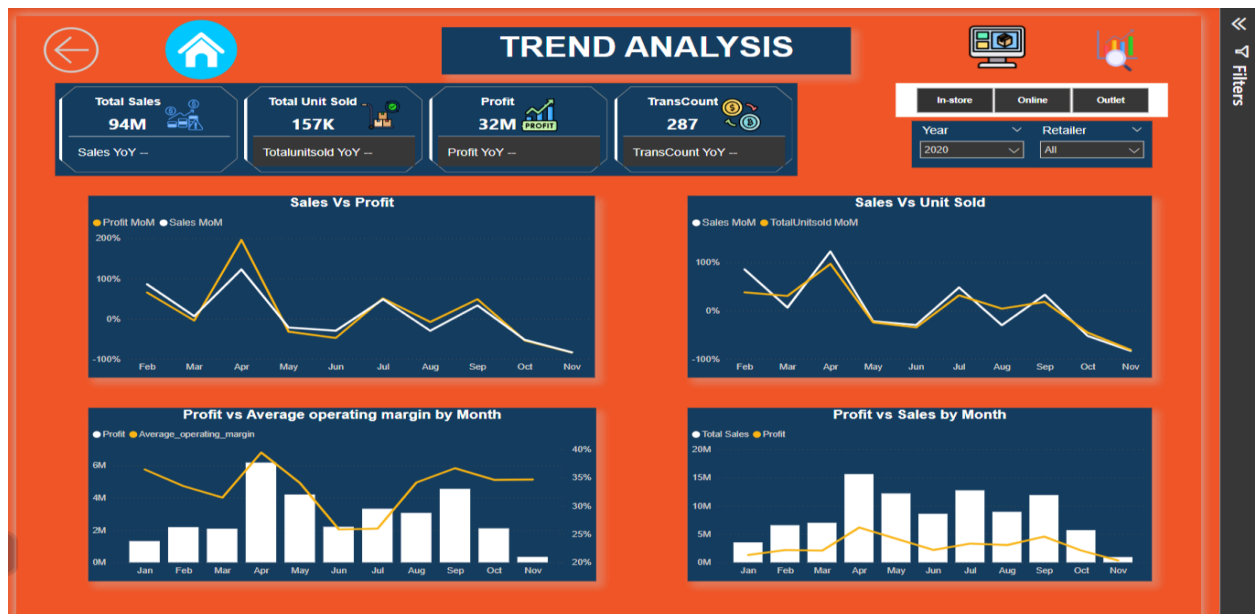 TREND ANALYSIS
Filters
Total Sales
94M
Sales YoY --
Total Unit Sold
157K
Totalunitsold YoY --
Profit
32M
PROFIT
Profit YoY --
TransCount
287
TransCount YoY --
In-store Online Outlet
Year Retailer
2020 All
Sales Vs Profit
Profit MoM Sales MoM
200%
100%
0%
-100%
Feb Mar Apr May Jun Jul Aug Sep Oct Nov
Sales Vs Unit Sold
Sales MoM TotalUnitsold MoM
100%
0%
-100%
Feb Mar Apr May Jun Jul Aug Sep Oct Nov
Profit vs Average operating margin by Month
Profit Average_operating_margin
6M
4M
2M
0M
40%
35%
30%
25%
20%
Jan Feb Mar Apr May Jun Jul Aug Sep Oct Nov
Profit vs Sales by Month
Total Sales Profit
20M
15M
10M
5M
0M
Jan Feb Mar Apr May Jun Jul Aug Sep Oct Nov